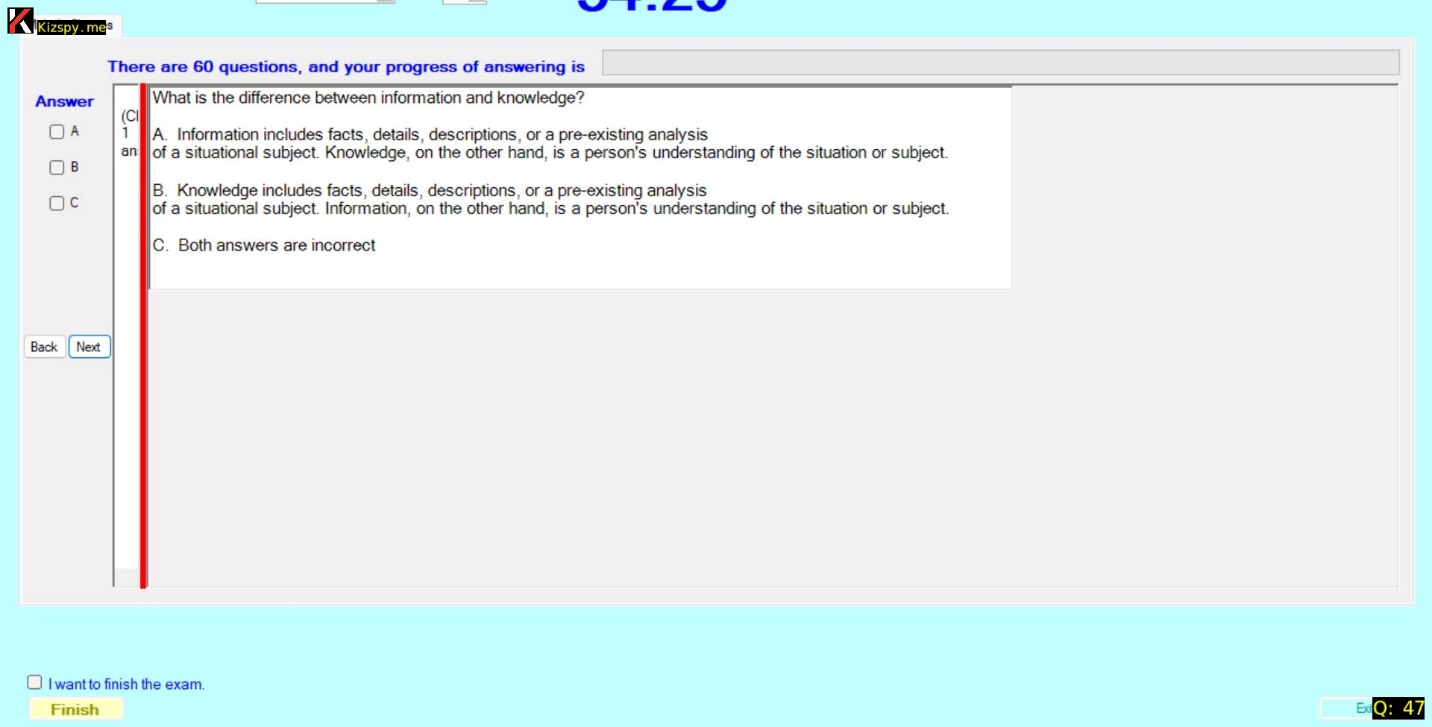 Kizspy.me
There are 60 questions, and your progress of answering is
Answer
A
B
C
(Cl
1
an
What is the difference between information and knowledge?
A. Information includes facts, details, descriptions, or a pre-existing analysis
of a situational subject. Knowledge, on the other hand, is a person's understanding of the situation or subject.
B. Knowledge includes facts, details, descriptions, or a pre-existing analysis
of a situational subject. Information, on the other hand, is a person's understanding of the situation or subject.
C. Both answers are incorrect
Back Next
I want to finish the exam.
Finish
Q: 47